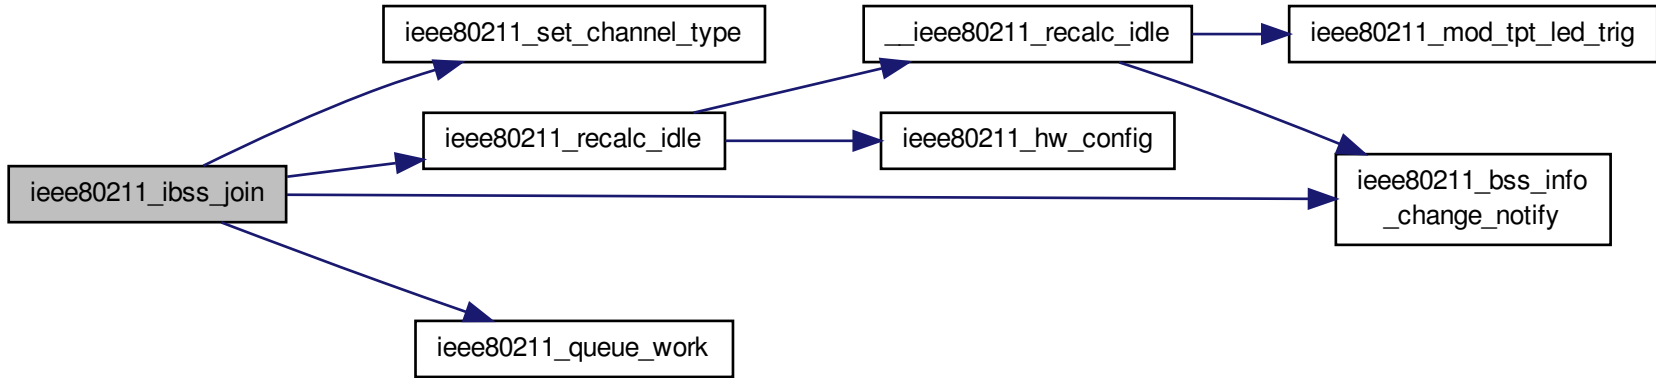 ieee80211_ibss_join
ieee80211_set_channel_type
ieee80211_recalc_idle
__ieee80211_recalc_idle
ieee80211_mod_tpt_led_trig
ieee80211_hw_config
ieee80211_bss_info
_change_notify
ieee80211_queue_work